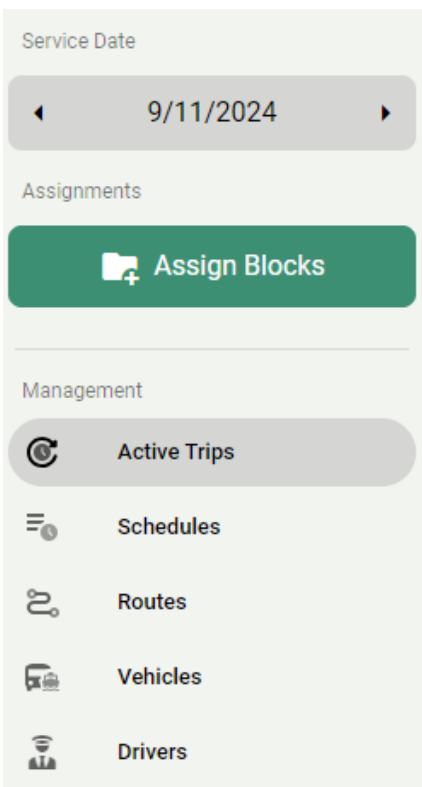 Service Date
9/11/2024
Assignments
Assign Blocks
Management
Active Trips
Schedules
Routes
Vehicles
Drivers